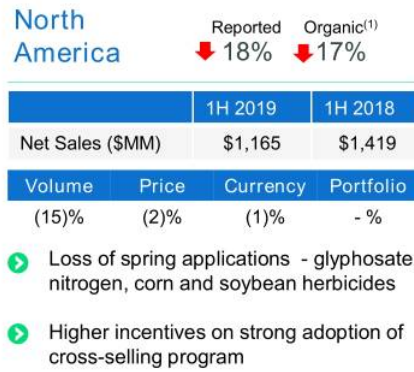 North America
Reported Organic(1)
18% 17%
1H 2019 1H 2018
Net Sales ($MM) $1,165 $1,419
Volume Price Currency Portfolio
(15)% (2)% (1)% - %
Loss of spring applications - glyphosate
nitrogen, corn and soybean herbicides
Higher incentives on strong adoption of
cross-selling program